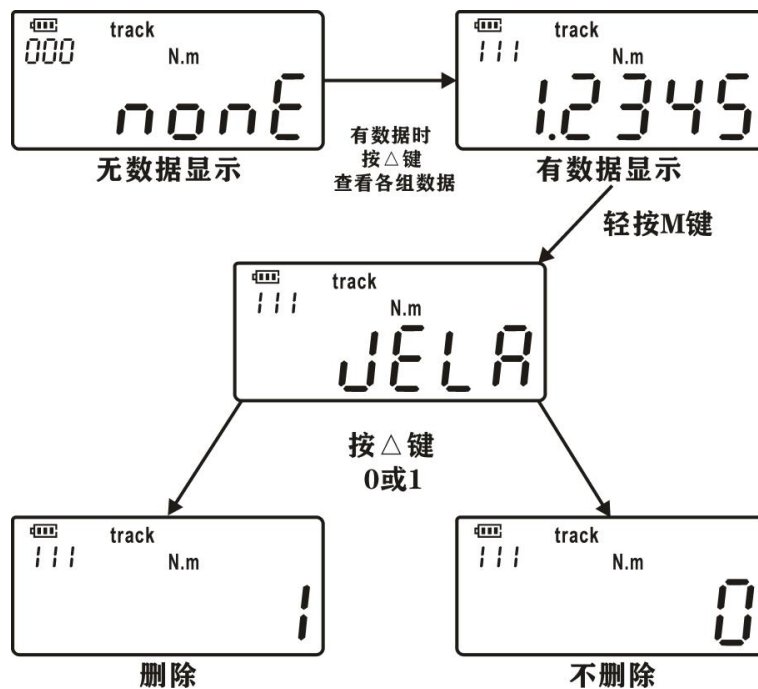 track
000
N.m
nonE
无数据显示
有数据时
按△键
查看各组数据
track
111
N.m
1.2345
有数据显示
轻按M键
track
111
N.m
JELA
按△键
0或1
track
111
N.m
1
删除
track
111
N.m
0
不删除